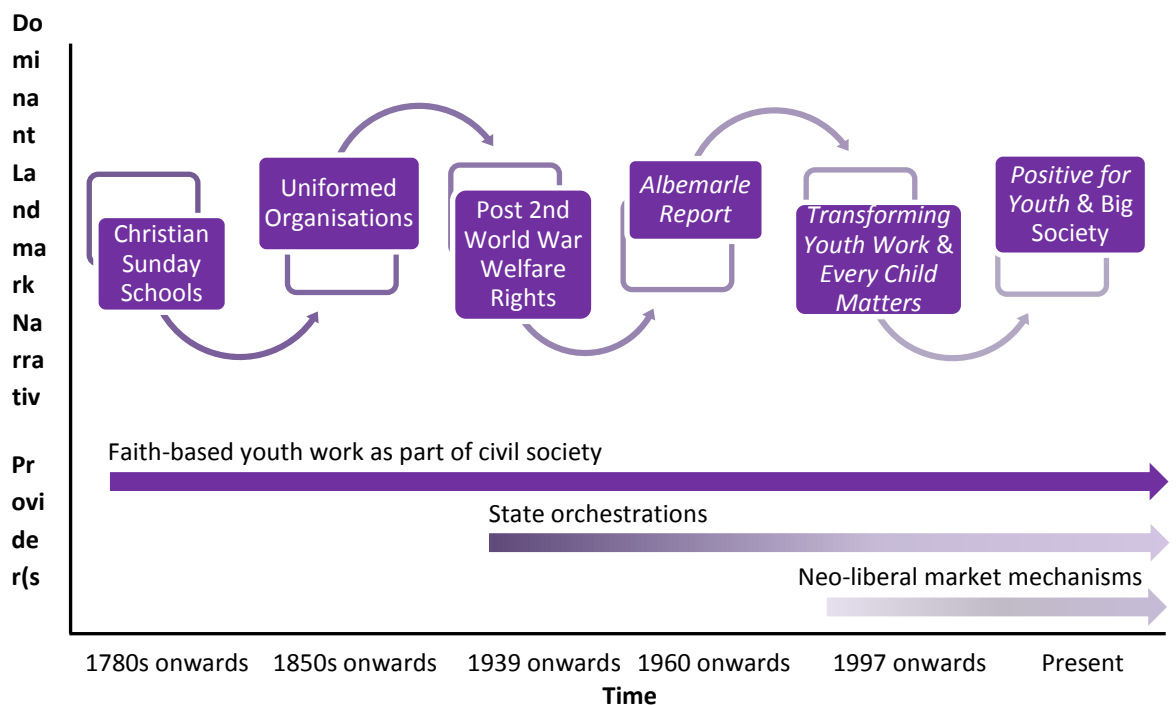 Do
mi
na
nt
La
nd
ma
rk
Na
rra
tiv
Pr
ovi
de
r(s
Christian
Sunday
Schools
Uniformed
Organisations
Post 2nd
World War
Welfare
Rights
Albemarle
Report
Transforming
Youth Work &
Every Child
Matters
Positive for
Youth & Big
Society
Faith-based youth work as part of civil society
State orchestrations
Neo-liberal market mechanisms
1780s onwards 1850s onwards 1939 onwards 1960 onwards 1997 onwards Present
Time